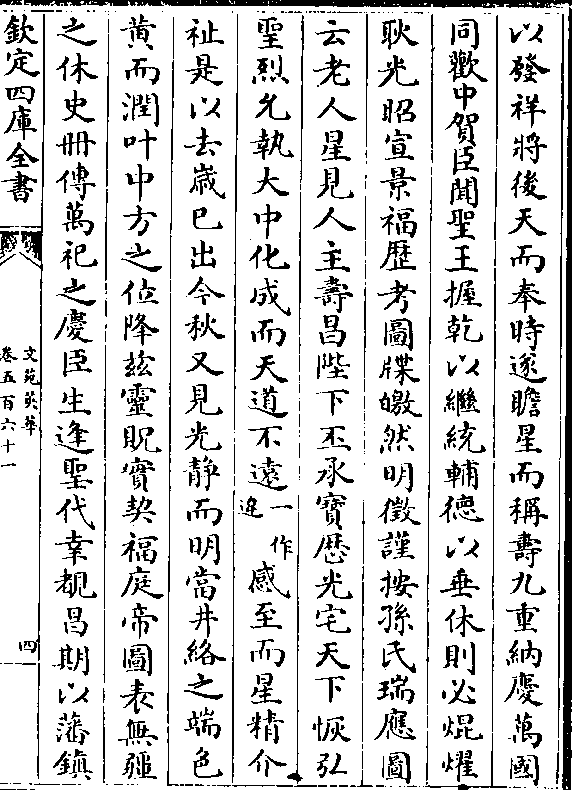 以發祥將後天而奉時遂瞻星而稱壽九重納慶萬國
同歡中賀臣聞聖王握乾以繼統輔德以垂休則必焜燿
耿光昭宣景福歷考圖牒皦然明徵謹按孫氏瑞應圖
云老人星見人主壽昌陛下丕承寶厯光宅天下恢弘
聖烈允執大中化成而天道不遠一作違感至而星精介
祉是以去歲已出今秋又見光静而明當井絡之端色
黄而潤叶中方之位降兹靈貺實契福庭帝圖表無疆
之休史冊傳萬祀之慶臣生逢聖代幸覩昌期以藩鎮
欽定四庫全書
文苑英華
卷五百六十一
四